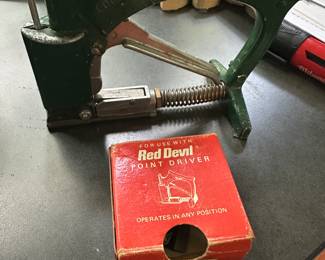 FOR USE WITH
Red Devil
POINT DRIVER
OPERATES IN ANY POSITION